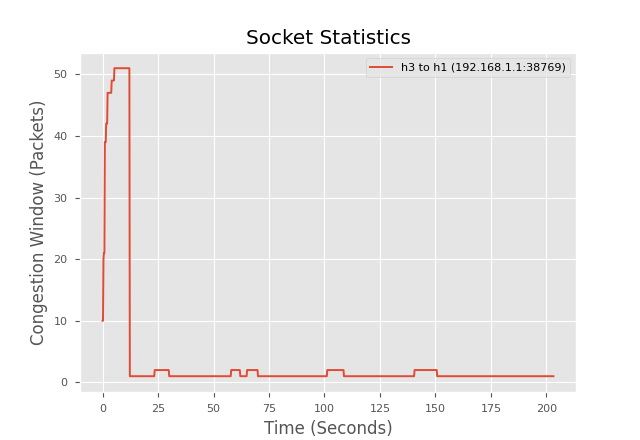 Socket Statistics
h3 to h1 (192.168.1.1:38769)
Congestion Window (Packets)
50
40
30
20
10
0
0 25 50 75 100 125 150 175 200
Time (Seconds)